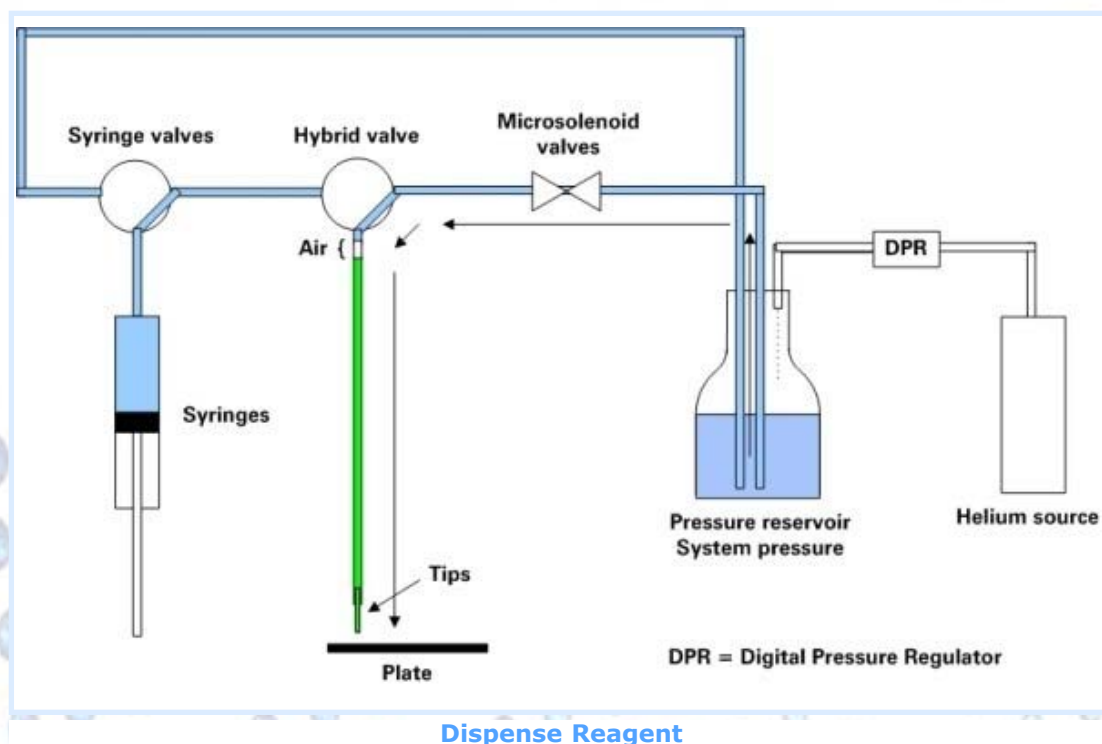 Syringe valves
Hybrid valve
Microsolenoid
valves
Air {
DPR
Syringes
Pressure reservoir
System pressure
Helium source
Tips
Plate
DPR = Digital Pressure Regulator
Dispense Reagent